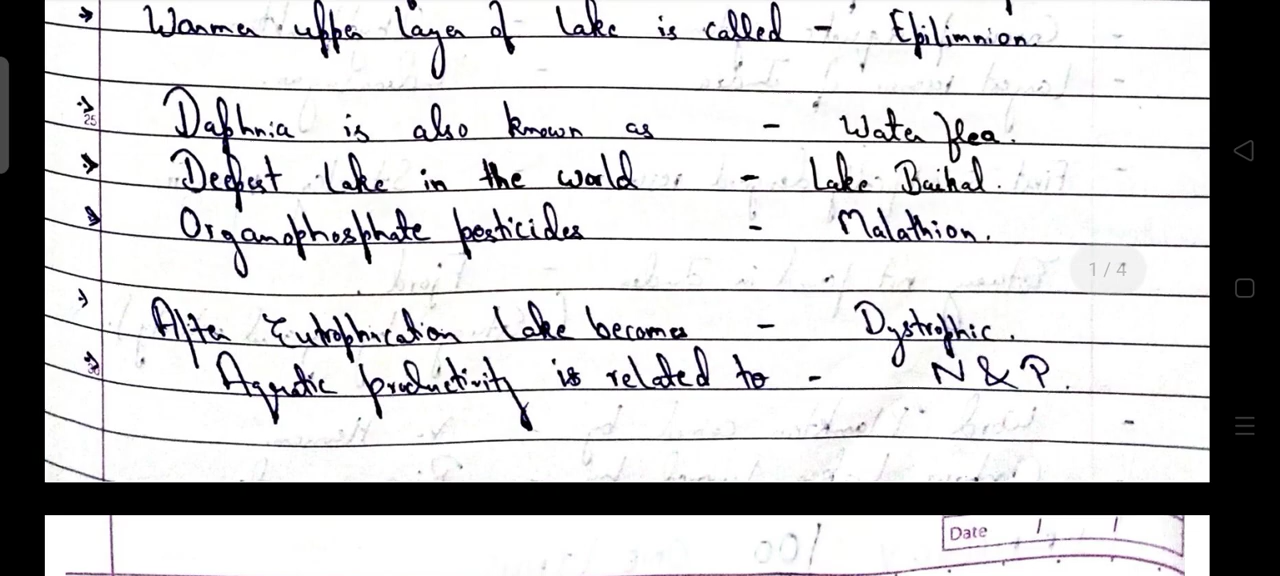 → Warmer upper layer of lake is called - Epilimnion.
25 → Daphnia is also known as - Water flea.
→ Deepest lake in the world - Lake Baikal.
→ Organophosphate pesticides - Malathion.
→ After Eutrophication lake becomes - Dystrophic.
→ Aquatic productivity is related to - N & P.
1 / 4
100
Date / /